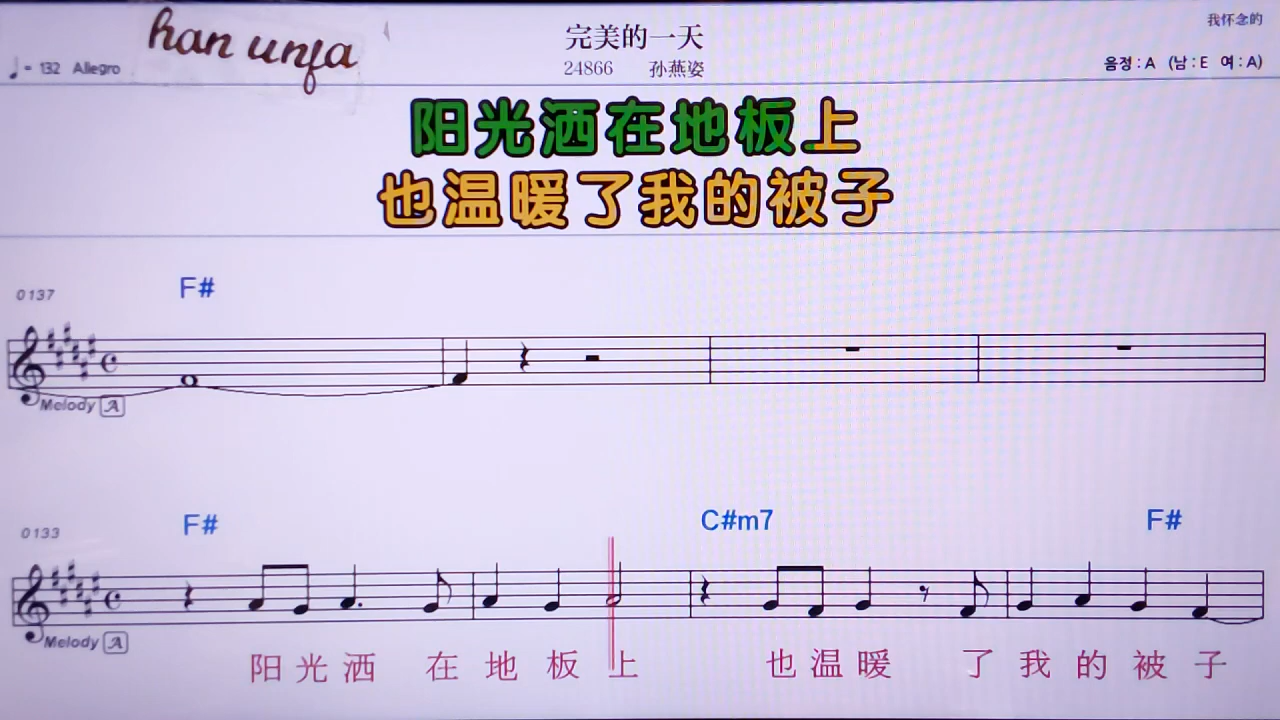 han unfa
完美的一天
我怀念的
♩= 132 Allegro
24866 孙燕姿
음정 : A (남 : E 여 : A)
阳光洒在地板上
也温暖了我的被子
0137
F#
Melody A
0133
F# C#m7 F#
Melody A
阳 光 洒 在 地 板 上 也 温 暖 了 我 的 被 子